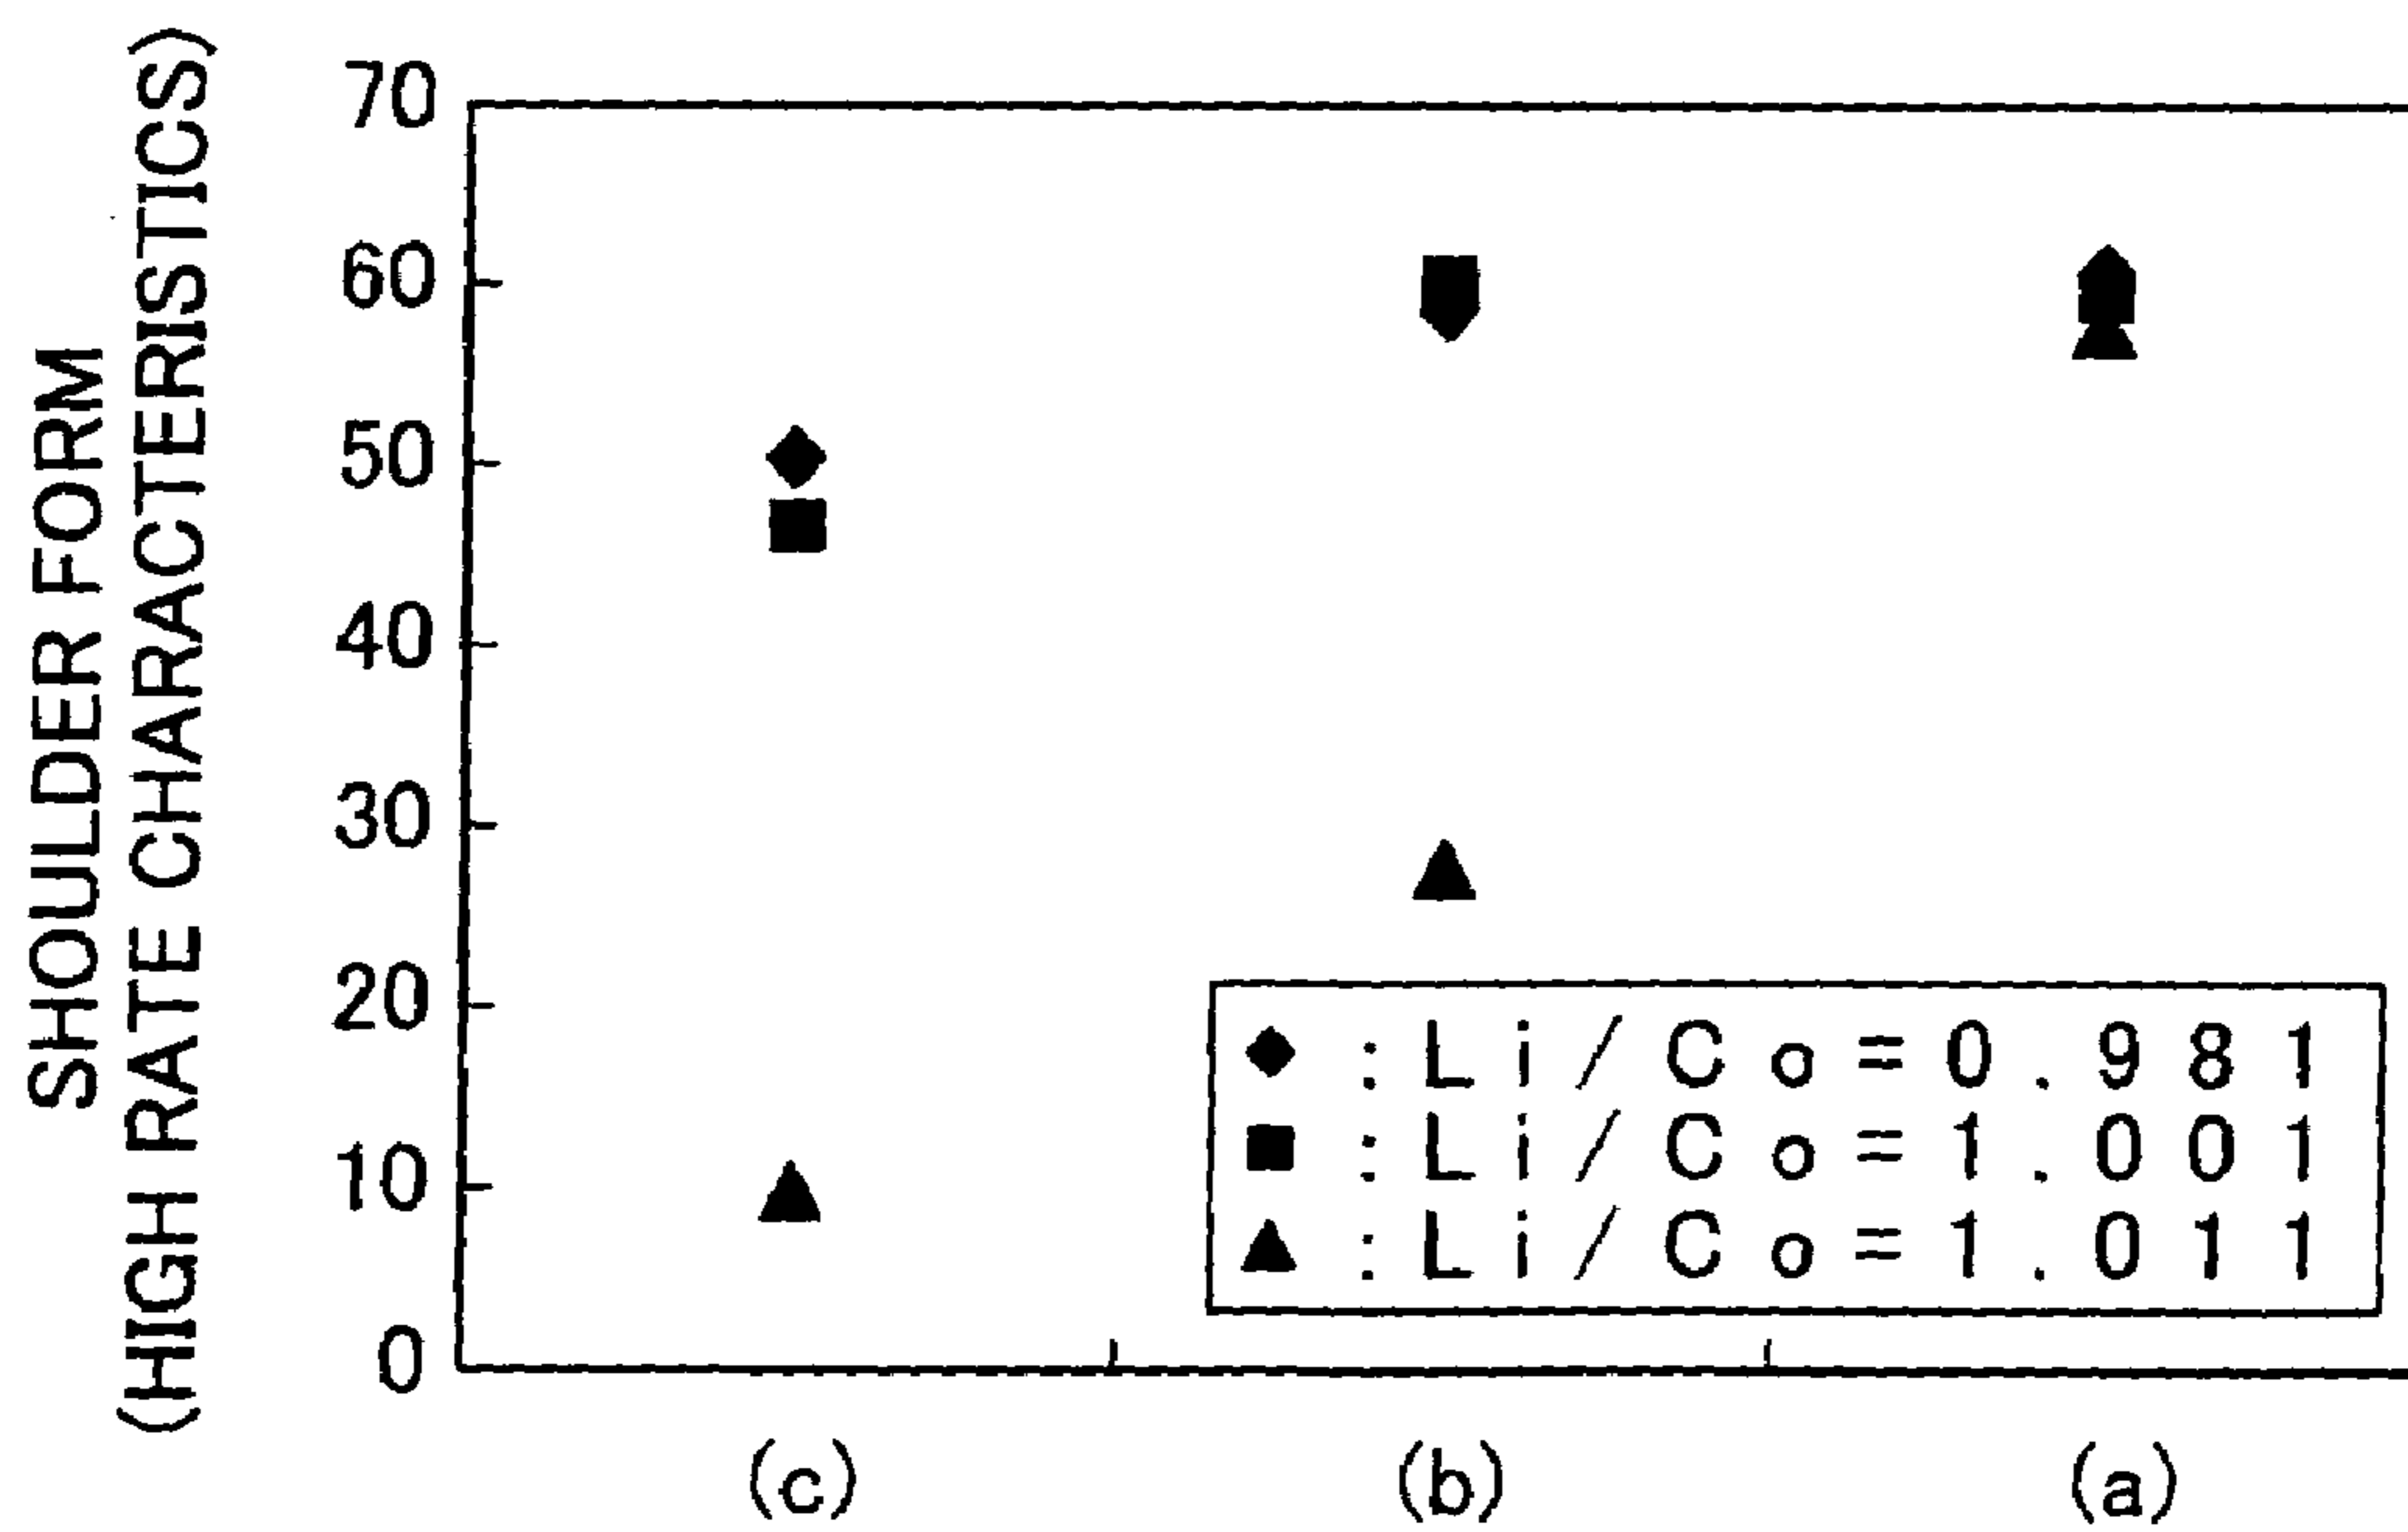 SHOULDER FORM
(HIGH RATE CHARACTERISTICS)
70
60
50
40
30
20
10
0
◆ : Li/Co=0.981
■ : Li/Co=1.001
▲ : Li/Co=1.011
(c) (b) (a)